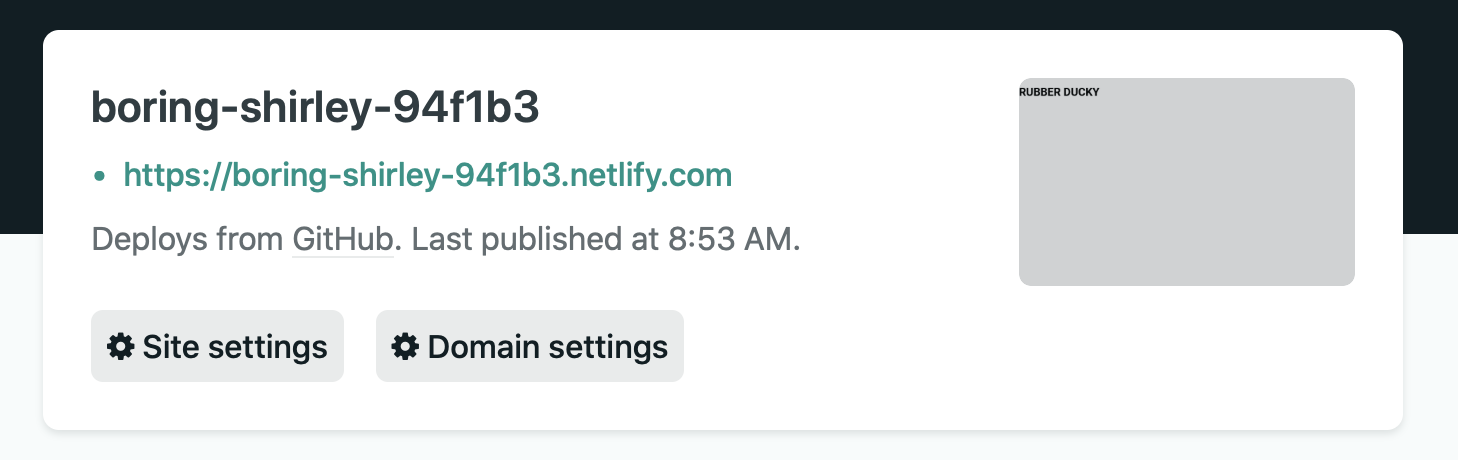 boring-shirley-94f1b3
https://boring-shirley-94f1b3.netlify.com
Deploys from GitHub. Last published at 8:53 AM.
Site settings
Domain settings
RUBBER DUCKY